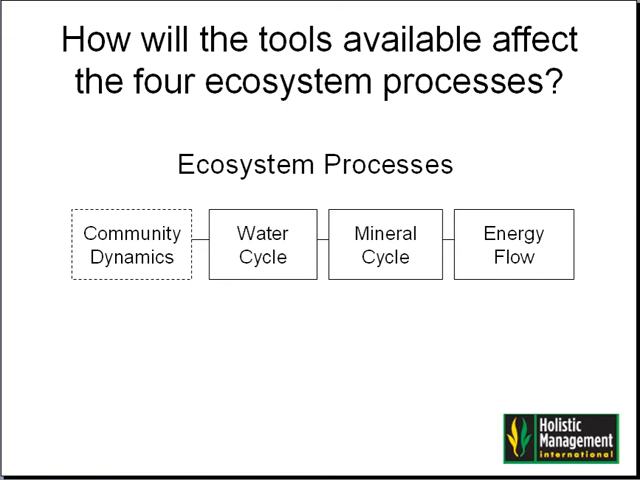 How will the tools available affect
the four ecosystem processes?
Ecosystem Processes
Community
Dynamics
Water
Cycle
Mineral
Cycle
Energy
Flow
Holistic
Management
international